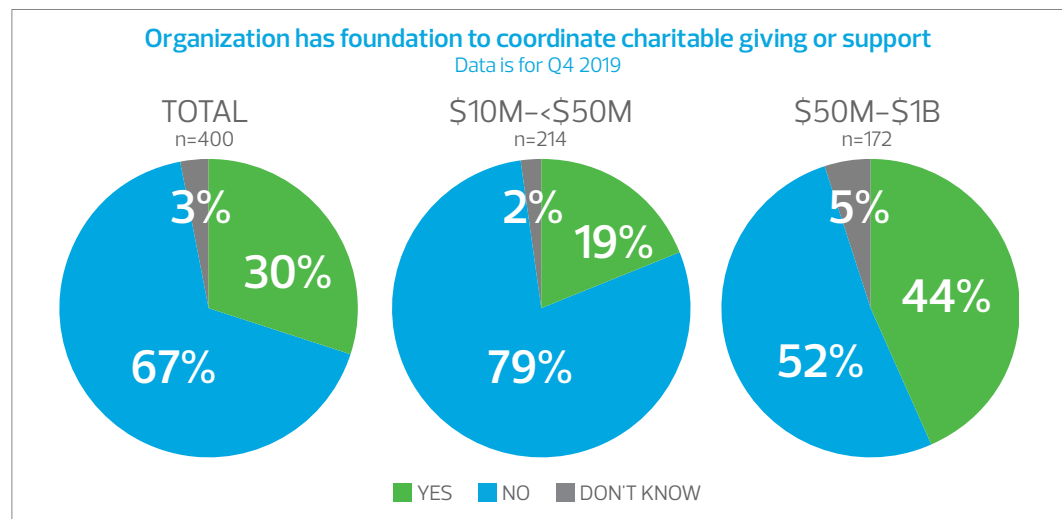 Organization has foundation to coordinate charitable giving or support
Data is for Q4 2019
TOTAL
n=400
3%
30%
67%
$10M–<$50M
n=214
2%
19%
79%
$50M–$1B
n=172
5%
44%
52%
YES NO DON'T KNOW